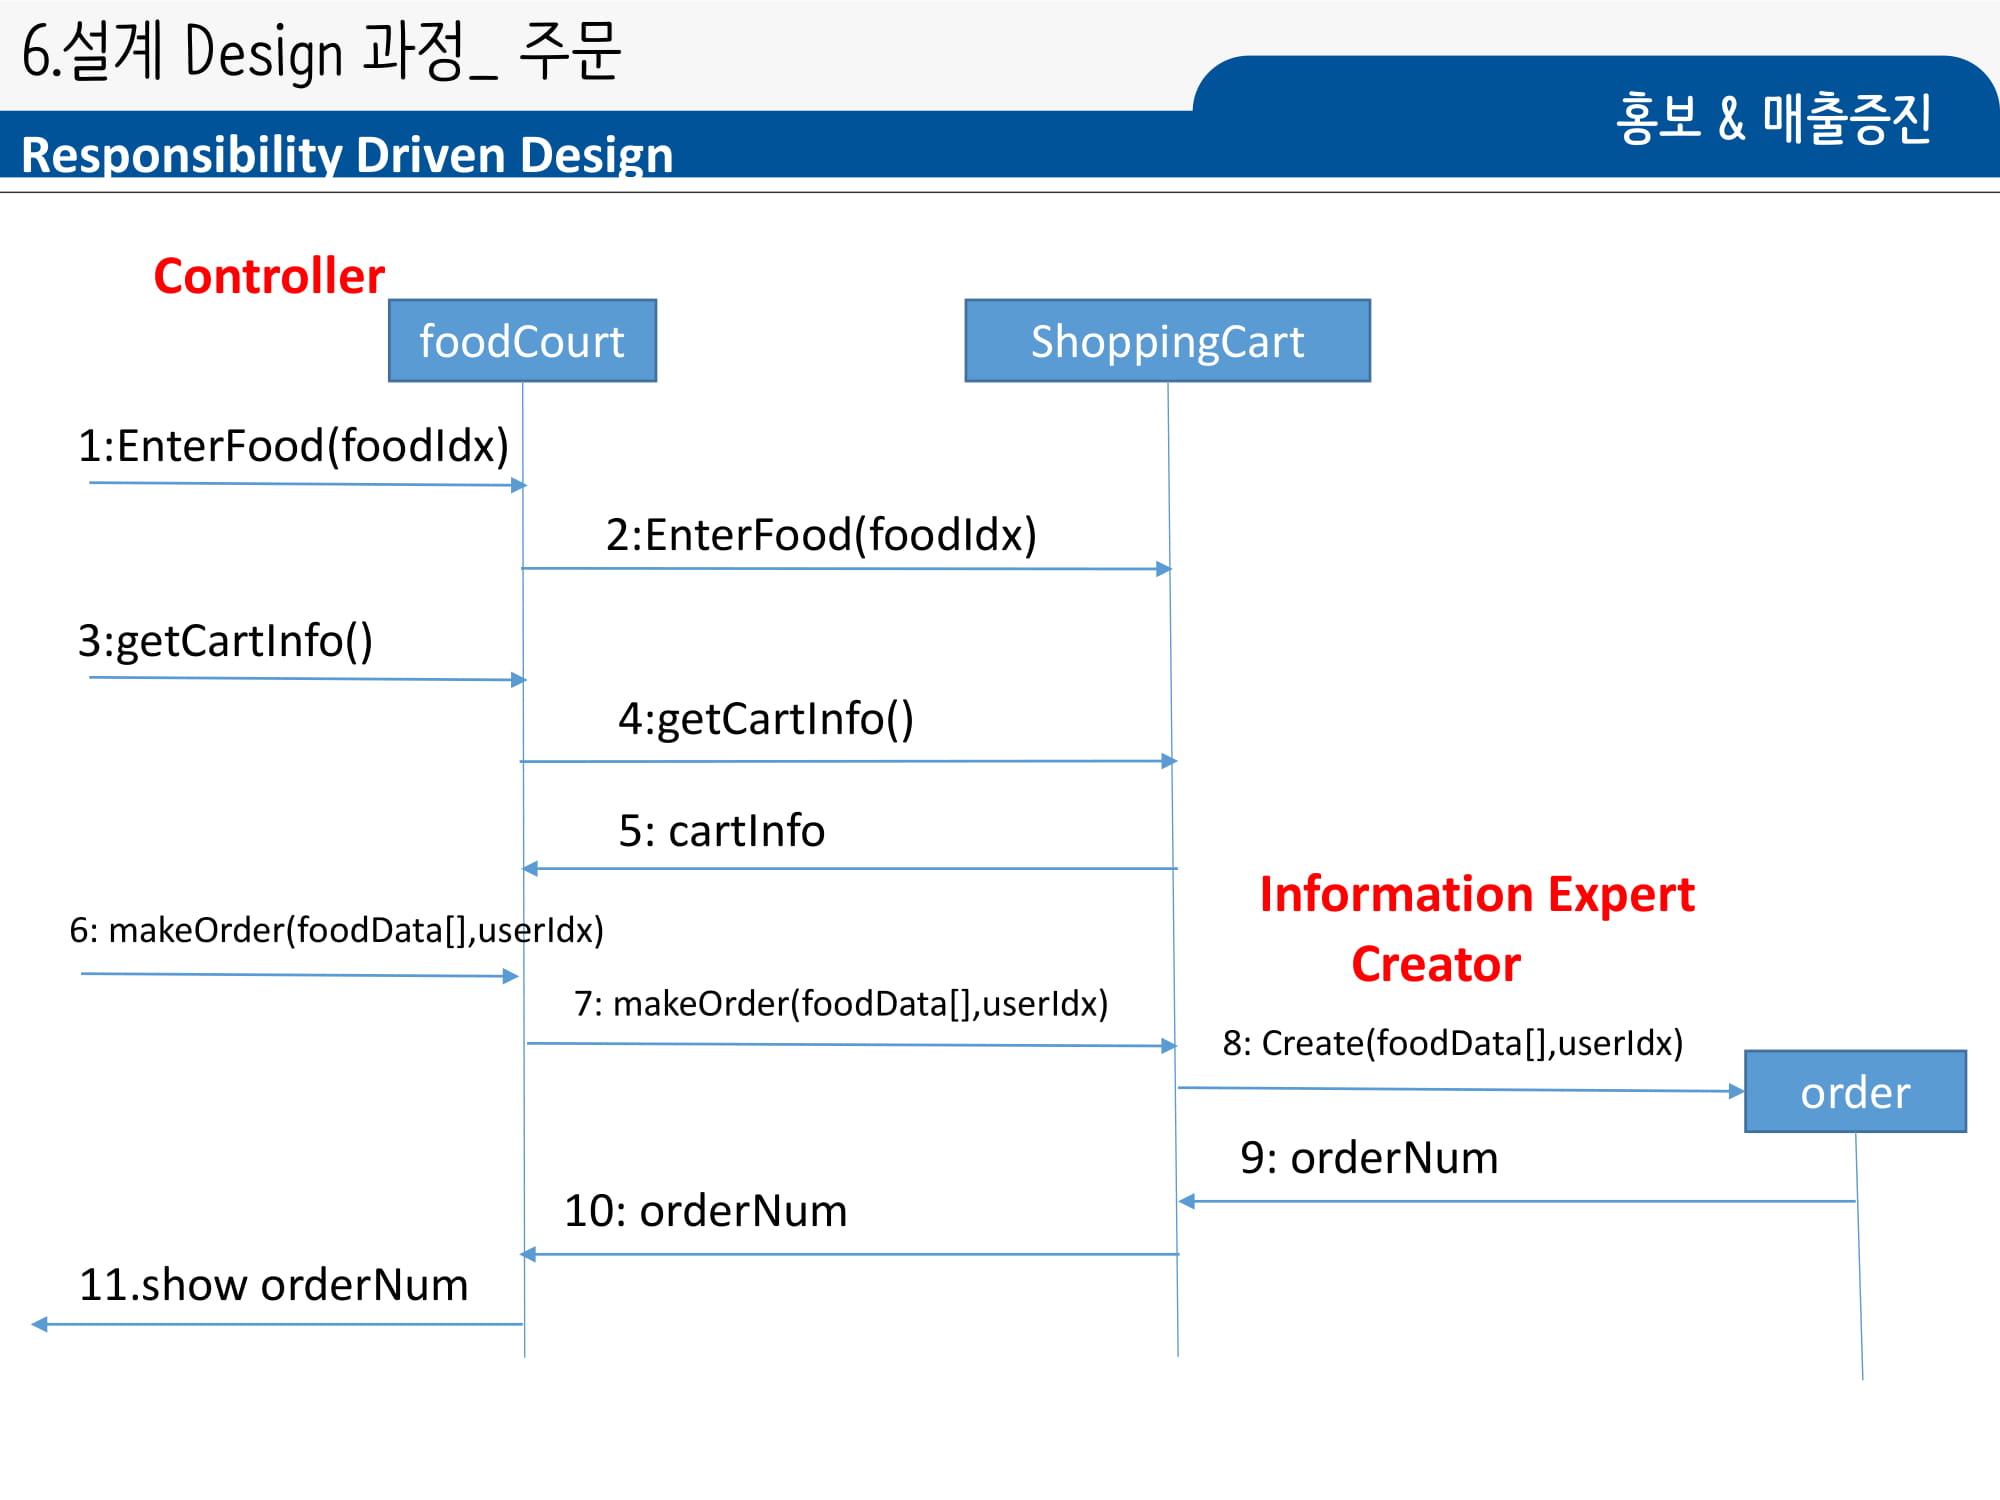 6.설계 Design 과정_ 주문
홍보 & 매출증진
Responsibility Driven Design
Controller
foodCourt
ShoppingCart
1:EnterFood(foodIdx)
2:EnterFood(foodIdx)
3:getCartInfo()
4:getCartInfo()
5: cartInfo
Information Expert
Creator
6: makeOrder(foodData[],userIdx)
7: makeOrder(foodData[],userIdx)
8: Create(foodData[],userIdx)
order
9: orderNum
10: orderNum
11.show orderNum